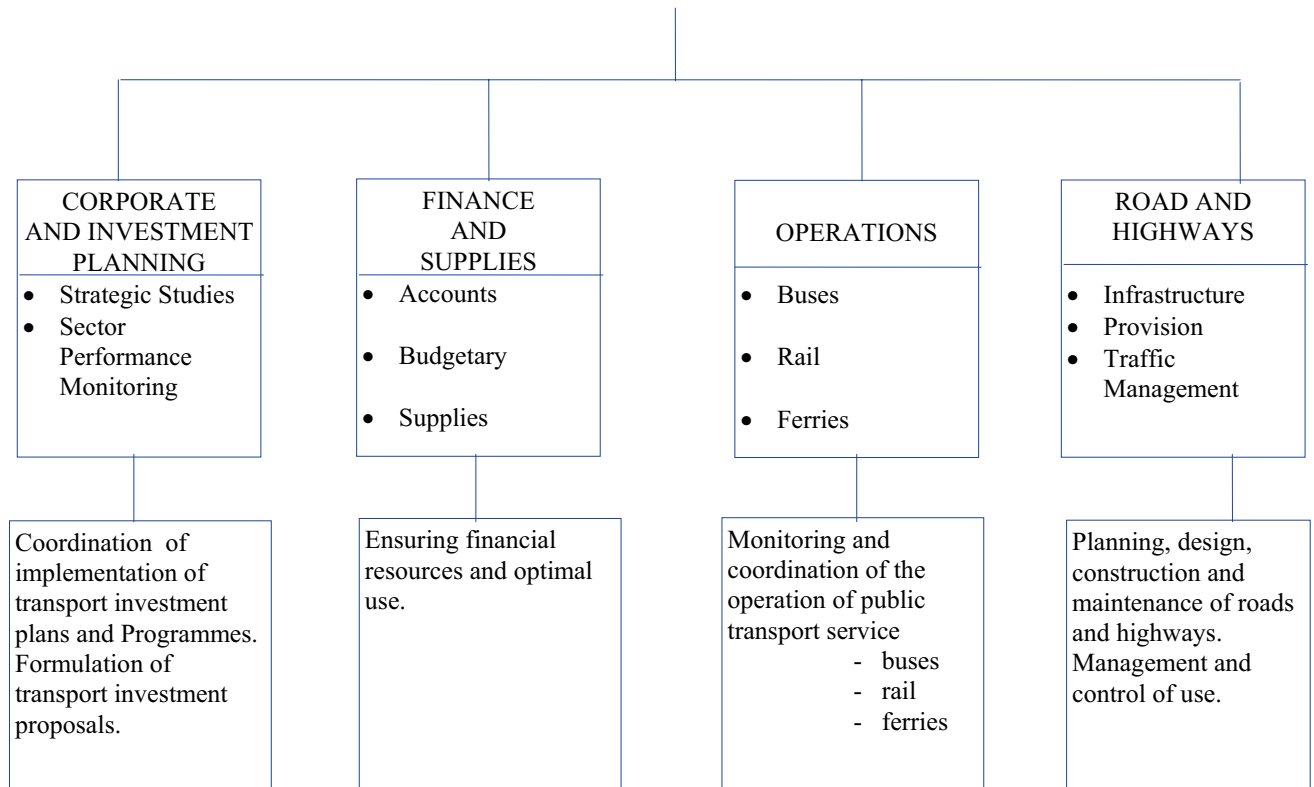 CORPORATE
AND INVESTMENT
PLANNING
• Strategic Studies
• Sector
Performance
Monitoring
FINANCE
AND
SUPPLIES
• Accounts
• Budgetary
• Supplies
OPERATIONS
• Buses
• Rail
• Ferries
ROAD AND
HIGHWAYS
• Infrastructure
• Provision
• Traffic
Management
Coordination of
implementation of
transport investment
plans and Programmes.
Formulation of
transport investment
proposals.
Ensuring financial
resources and optimal
use.
Monitoring and
coordination of the
operation of public
transport service
- buses
- rail
- ferries
Planning, design,
construction and
maintenance of roads
and highways.
Management and
control of use.